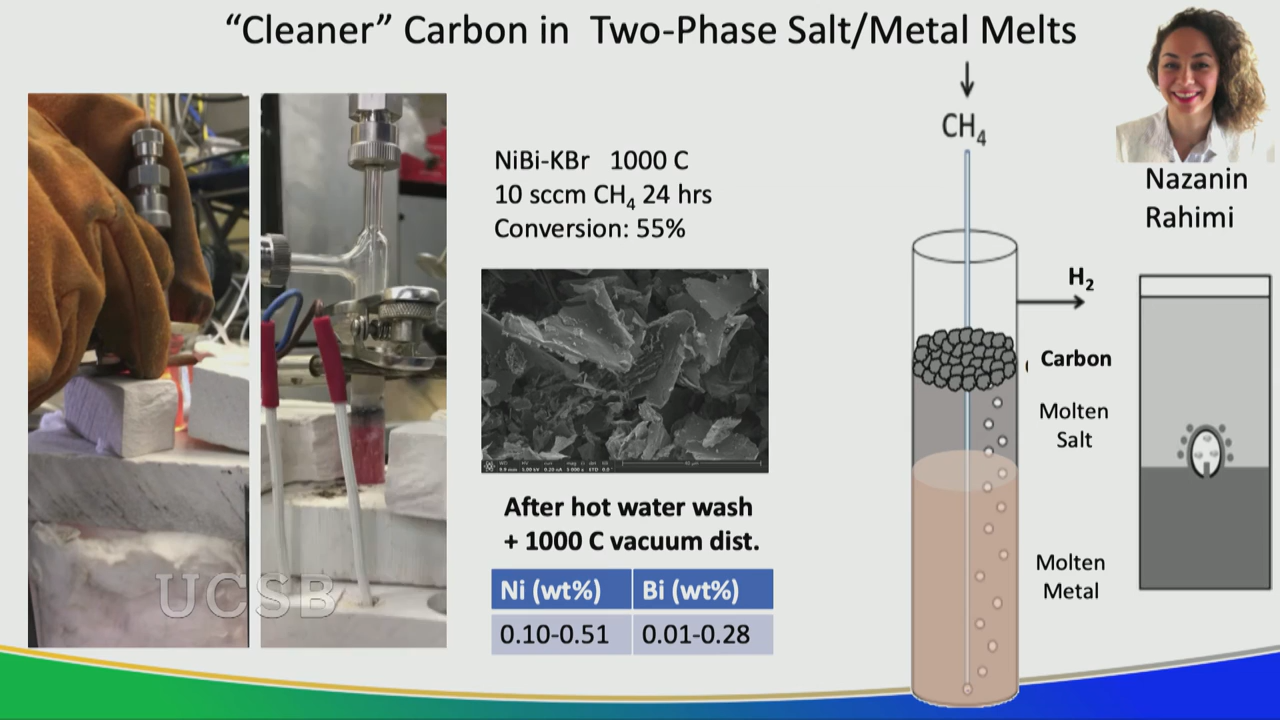 “Cleaner” Carbon in Two-Phase Salt/Metal Melts
NiBi-KBr 1000 C
10 sccm CH₄ 24 hrs
Conversion: 55%
After hot water wash
+ 1000 C vacuum dist.
Ni (wt%) Bi (wt%)
0.10-0.51 0.01-0.28
UCSB
CH₄
H₂
Carbon
Molten
Salt
Molten
Metal
Nazanin
Rahimi